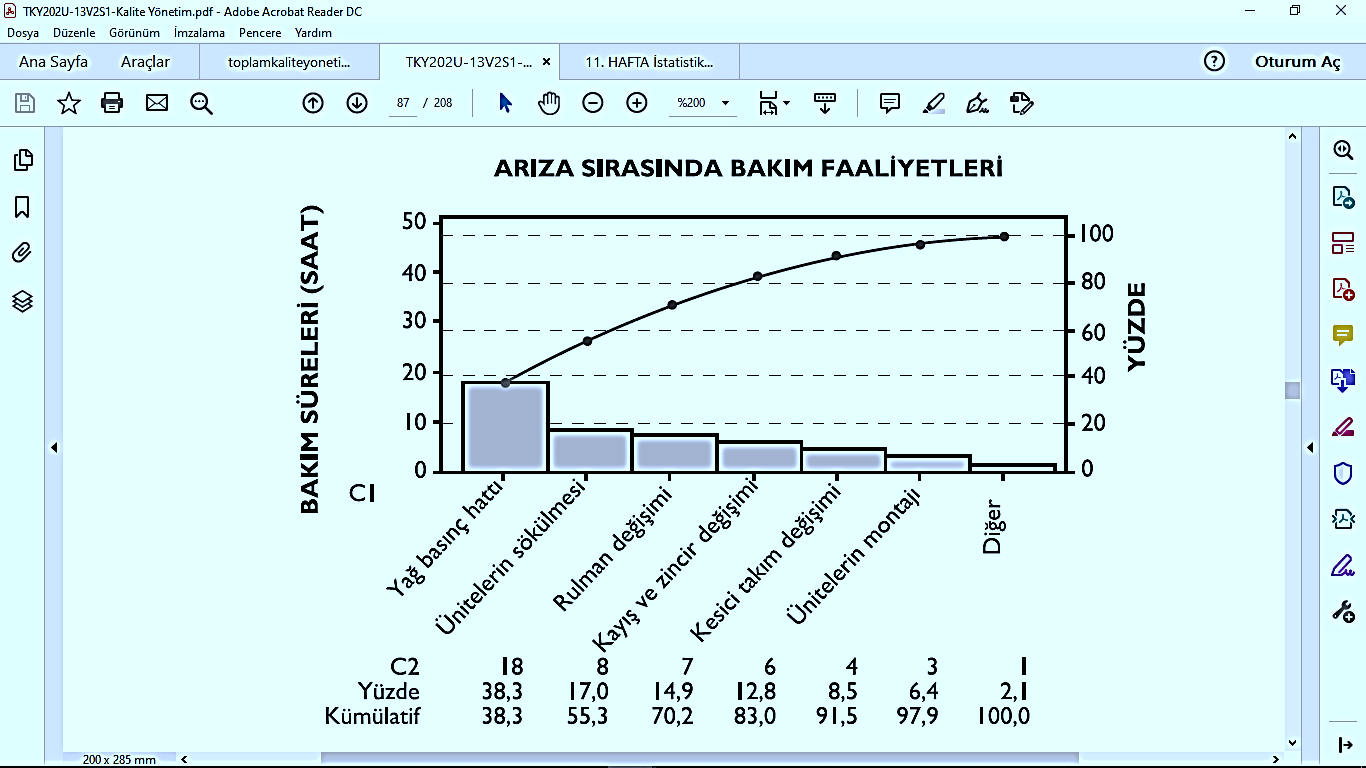 TKY202U-13V2S1-Kalite Yönetim.pdf - Adobe Acrobat Reader DC
Dosya Düzenle Görünüm İmzalama Pencere Yardım
Ana Sayfa Araçlar toplamkaliteyoneti... TKY202U-13V2S1-... × 11. HAFTA İstatistik... Oturum Aç
87 / 208 %200
ARIZA SIRASINDA BAKIM FAALİYETLERİ
BAKIM SÜRELERİ (SAAT)
50
40
30
20
10
0
100
80
60
40
20
0
YÜZDE
C1
Yağ basınç hattı
Ünitelerin sökülmesi
Rulman değişimi
Kayış ve zincir değişimi
Kesici takım değişimi
Ünitelerin montajı
Diğer
C2 18 8 7 6 4 3 1
Yüzde 38,3 17,0 14,9 12,8 8,5 6,4 2,1
Kümülatif 38,3 55,3 70,2 83,0 91,5 97,9 100,0
200 x 285 mm